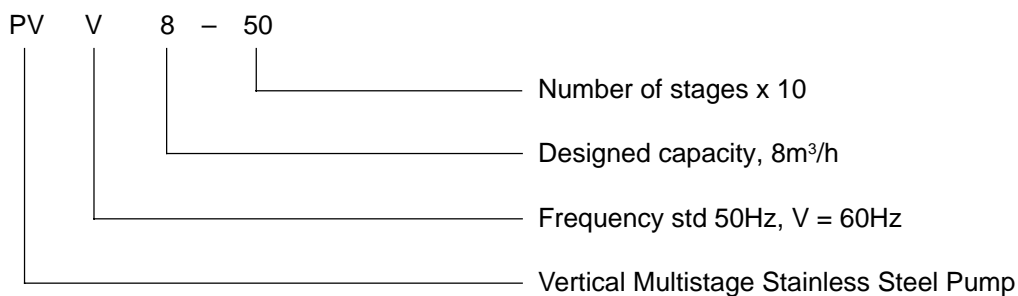 PV V 8 – 50
Number of stages x 10
Designed capacity, 8m³/h
Frequency std 50Hz, V = 60Hz
Vertical Multistage Stainless Steel Pump